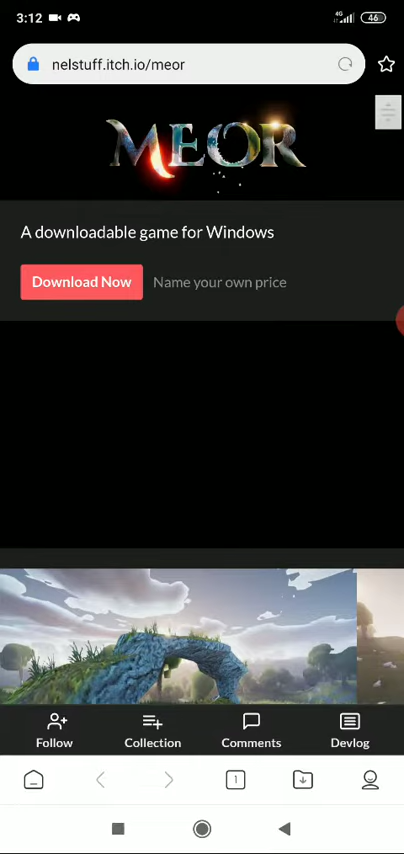 3:12 4G 46
nelstuff.itch.io/meor
MEOR
A downloadable game for Windows
Download Now Name your own price
Follow Collection Comments Devlog
1